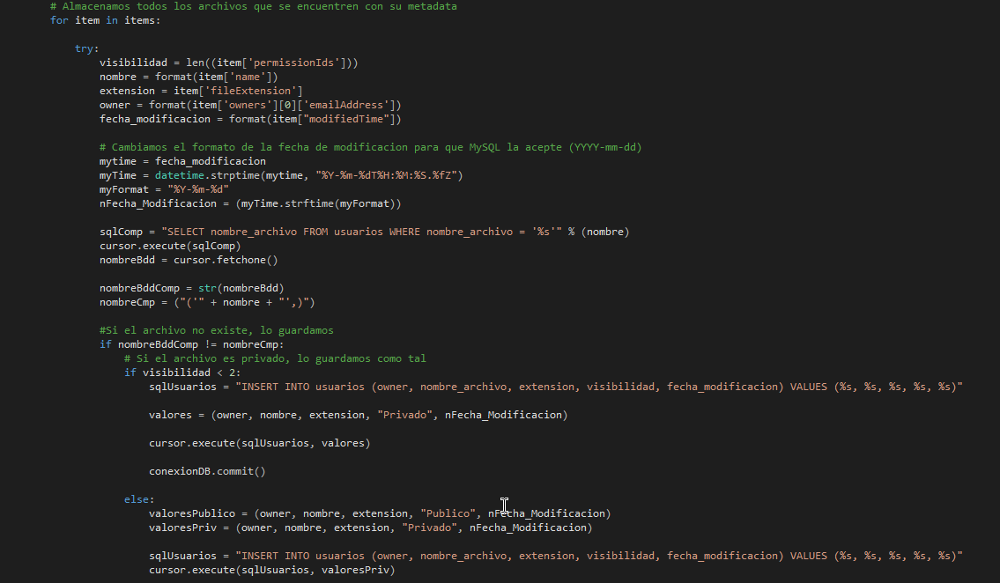 # Almacenamos todos los archivos que se encuentren con su metadata
for item in items:
try:
visibilidad = len((item['permissionIds']))
nombre = format(item['name'])
extension = item['fileExtension']
owner = format(item['owners'][0]['emailAddress'])
fecha_modificacion = format(item["modifiedTime"])
# Cambiamos el formato de la fecha de modificacion para que MySQL la acepte (YYYY-mm-dd)
mytime = fecha_modificacion
myTime = datetime.strptime(mytime, "%Y-%m-%dT%H:%M:%S.%fZ")
myFormat = "%Y-%m-%d"
nFecha_Modificacion = (myTime.strftime(myFormat))
sqlComp = "SELECT nombre_archivo FROM usuarios WHERE nombre_archivo = '%s'" % (nombre)
cursor.execute(sqlComp)
nombreBdd = cursor.fetchone()
nombreBddComp = str(nombreBdd)
nombreCmp = ("('" + nombre + "',)")
#Si el archivo no existe, lo guardamos
if nombreBddComp != nombreCmp:
# Si el archivo es privado, lo guardamos como tal
if visibilidad < 2:
sqlUsuarios = "INSERT INTO usuarios (owner, nombre_archivo, extension, visibilidad, fecha_modificacion) VALUES (%s, %s, %s, %s, %s)"
valores = (owner, nombre, extension, "Privado", nFecha_Modificacion)
cursor.execute(sqlUsuarios, valores)
conexionDB.commit()
else:
valoresPublico = (owner, nombre, extension, "Publico", nFecha_Modificacion)
valoresPriv = (owner, nombre, extension, "Privado", nFecha_Modificacion)
sqlUsuarios = "INSERT INTO usuarios (owner, nombre_archivo, extension, visibilidad, fecha_modificacion) VALUES (%s, %s, %s, %s, %s)"
cursor.execute(sqlUsuarios, valoresPriv)